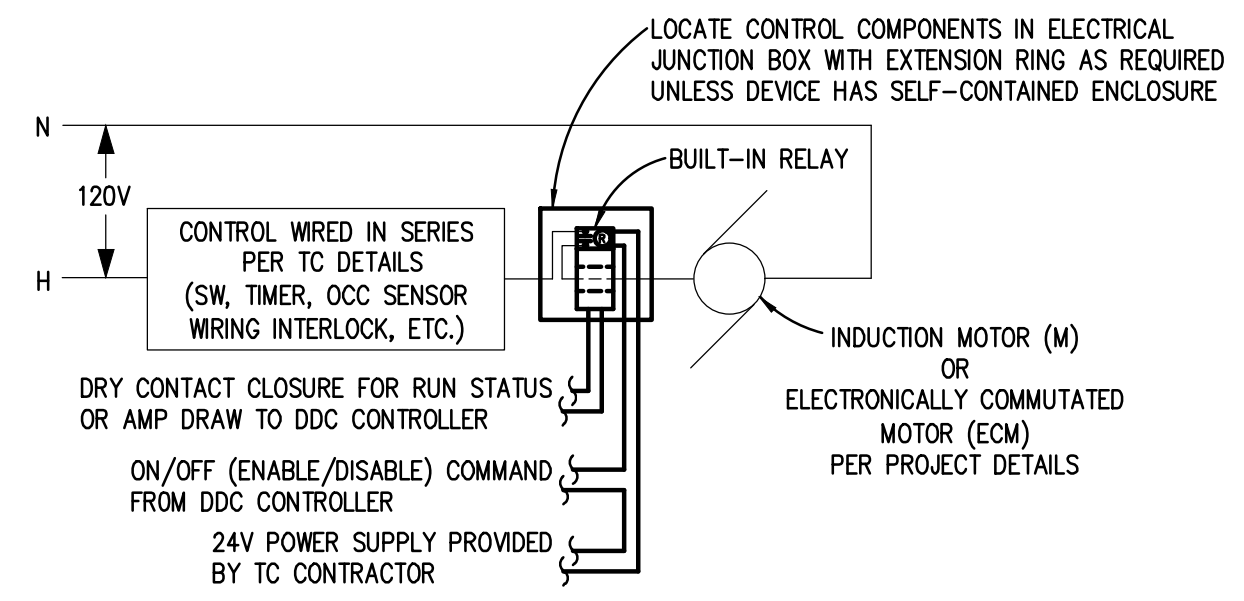 LOCATE CONTROL COMPONENTS IN ELECTRICAL
JUNCTION BOX WITH EXTENSION RING AS REQUIRED
UNLESS DEVICE HAS SELF-CONTAINED ENCLOSURE
N
BUILT-IN RELAY
120V
CONTROL WIRED IN SERIES
PER TC DETAILS
(SW, TIMER, OCC SENSOR
WIRING INTERLOCK, ETC.)
R
H
INDUCTION MOTOR (M)
OR
ELECTRONICALLY COMMUTATED
MOTOR (ECM)
PER PROJECT DETAILS
DRY CONTACT CLOSURE FOR RUN STATUS
OR AMP DRAW TO DDC CONTROLLER
ON/OFF (ENABLE/DISABLE) COMMAND
FROM DDC CONTROLLER
24V POWER SUPPLY PROVIDED
BY TC CONTRACTOR